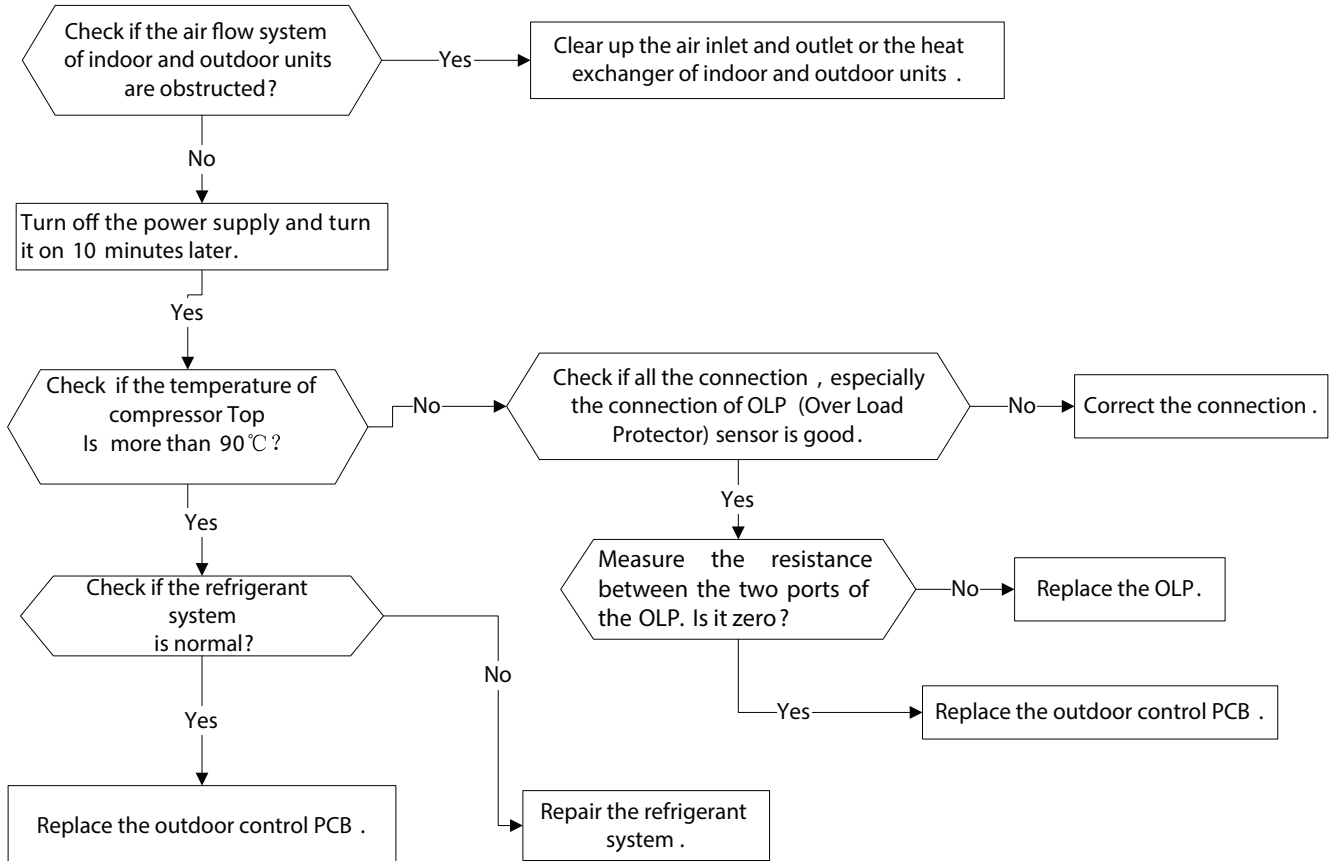 Check if the air flow system
of indoor and outdoor units
are obstructed?
Yes
Clear up the air inlet and outlet or the heat
exchanger of indoor and outdoor units .
No
Turn off the power supply and turn
it on 10 minutes later.
Yes
Check if the temperature of
compressor Top
Is more than 90℃?
No
Check if all the connection , especially
the connection of OLP (Over Load
Protector) sensor is good.
No
Correct the connection .
Yes
Yes
Measure the resistance
between the two ports of
the OLP. Is it zero?
No
Replace the OLP.
Check if the refrigerant
system
is normal?
No
Yes
Yes
Replace the outdoor control PCB .
Replace the outdoor control PCB .
Repair the refrigerant
system .